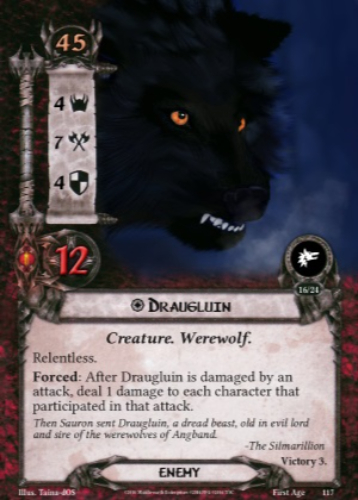 45
4
7
4
12
16/24
DRAUGLUIN
Creature. Werewolf.
Relentless.
Forced: After Draugluin is damaged by an
attack, deal 1 damage to each character that
participated in that attack.
Then Sauron sent Draugluin, a dread beast, old in evil lord
and sire of the werewolves of Angband.
-The Silmarillion
Victory 3.
ENEMY
Illus. Taina-dOS
First Age
117